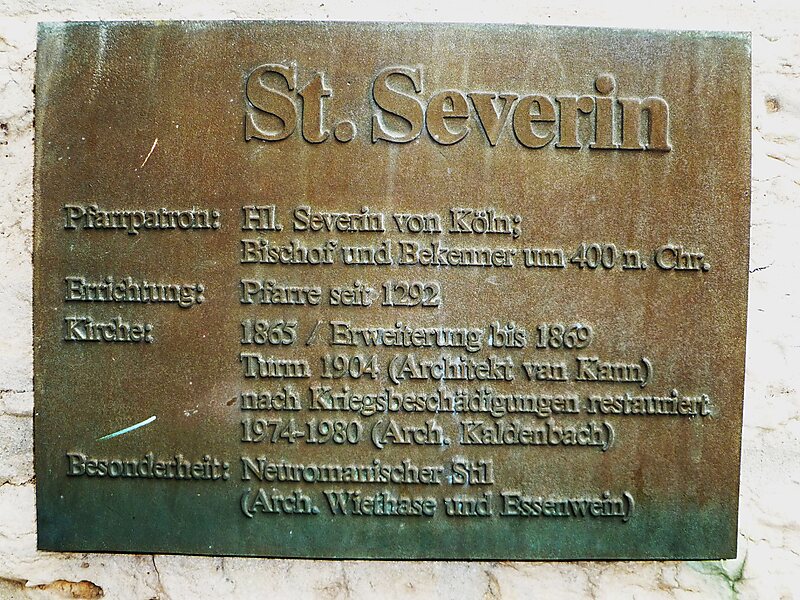 St. Severin
Pfarrpatron: Hl. Severin von Köln;
Bischof und Bekenner um 400 n. Chr.
Errichtung: Pfarre seit 1292
Kirche: 1865 / Erweiterung bis 1869
Turm 1904 (Architekt van Kann)
nach Kriegsbeschädigungen restauriert
1974-1980 (Arch. Kaldenbach)
Besonderheit: Neuromanischer Stil
(Arch. Wiethase und Essenwein)